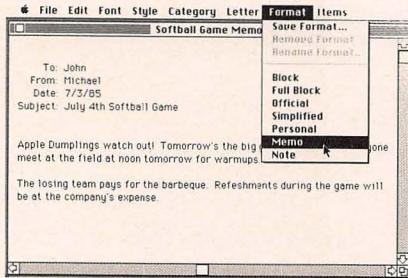 File Edit Font Style Category Letter Format Items
Softball Game Memo
Save Format...
Remove Format
Rename Format...
Block
Full Block
Official
Simplified
Personal
Memo
Note
To: John
From: Michael
Date: 7/3/85
Subject: July 4th Softball Game
Apple Dumplings watch out! Tomorrow's the big yone
meet at the field at noon tomorrow for warmups.
The losing team pays for the barbeque. Refeshments during the game will
be at the company's expense.